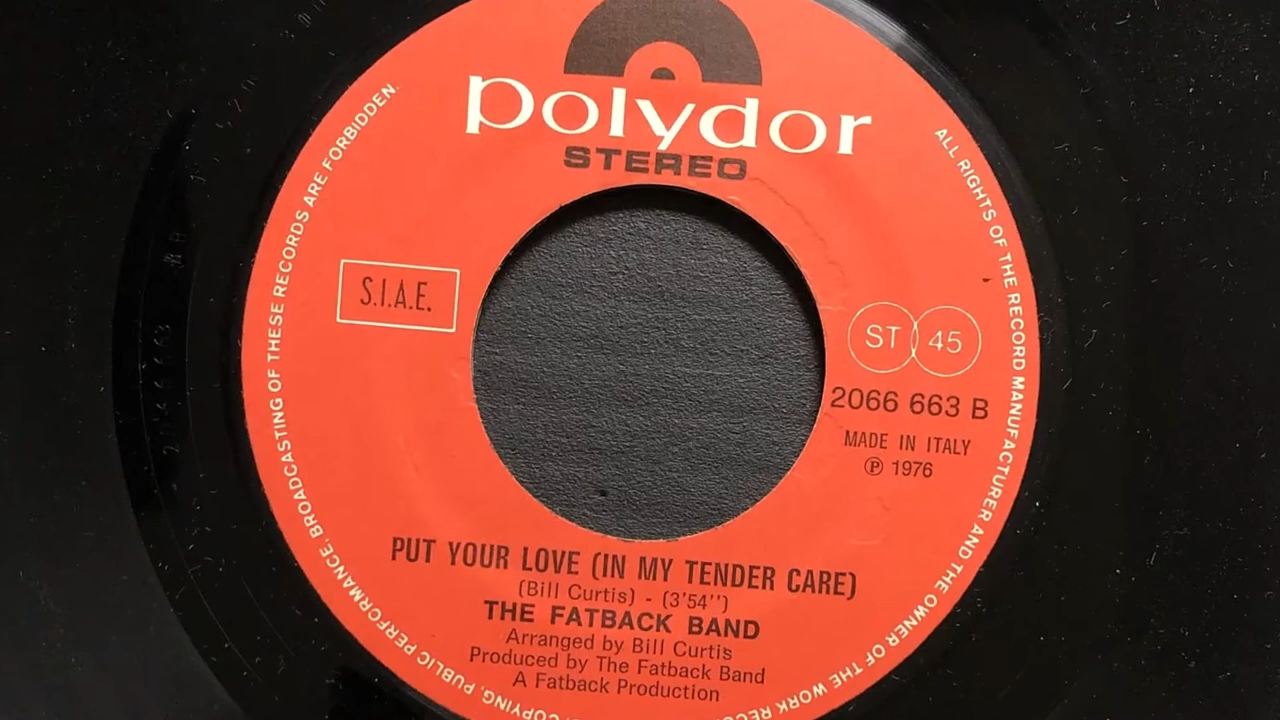 polydor
STEREO
ALL RIGHTS OF THE RECORD MANUFACTURER AND THE OWNER OF THE WORK
COPYING, PUBLIC PERFORMANCE, BROADCASTING OF THESE RECORDS ARE FORBIDDEN.
S.I.A.E.
ST 45
2066 663 B
MADE IN ITALY
℗ 1976
PUT YOUR LOVE (IN MY TENDER CARE)
(Bill Curtis) - (3'54'')
THE FATBACK BAND
Arranged by Bill Curtis
Produced by The Fatback Band
A Fatback Production